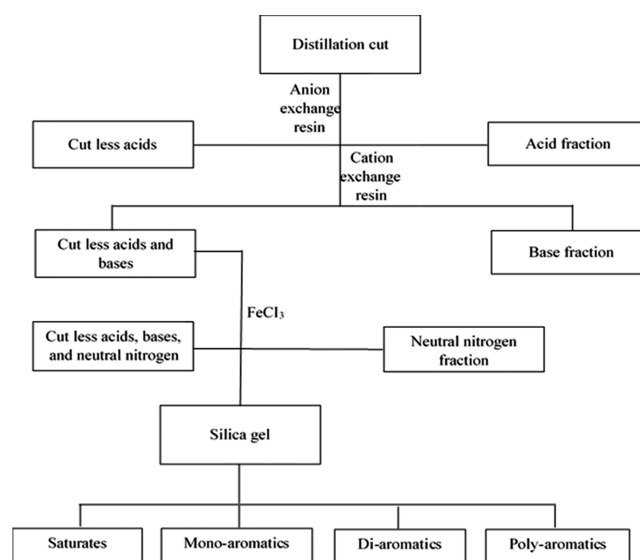 Distillation cut
Anion
exchange
resin
Cut less acids
Acid fraction
Cation
exchange
resin
Cut less acids and
bases
Base fraction
FeCl₃
Cut less acids, bases,
and neutral nitrogen
Neutral nitrogen
fraction
Silica gel
Saturates
Mono-aromatics
Di-aromatics
Poly-aromatics